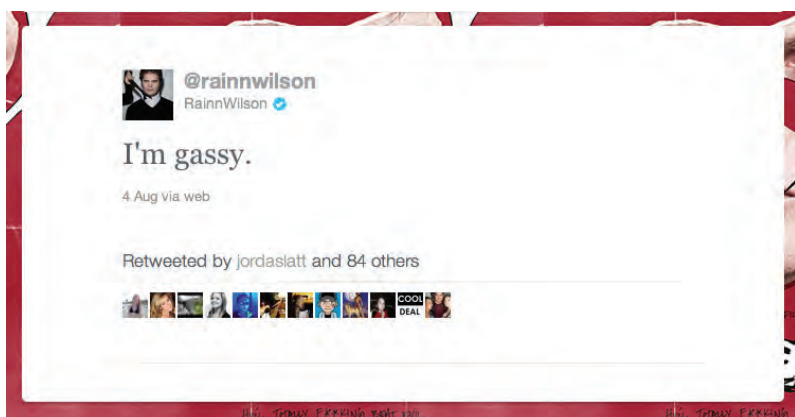 @rainnwilson
RainnWilson
I'm gassy.
4 Aug via web
Retweeted by jordaslatt and 84 others
COOL
DEAL